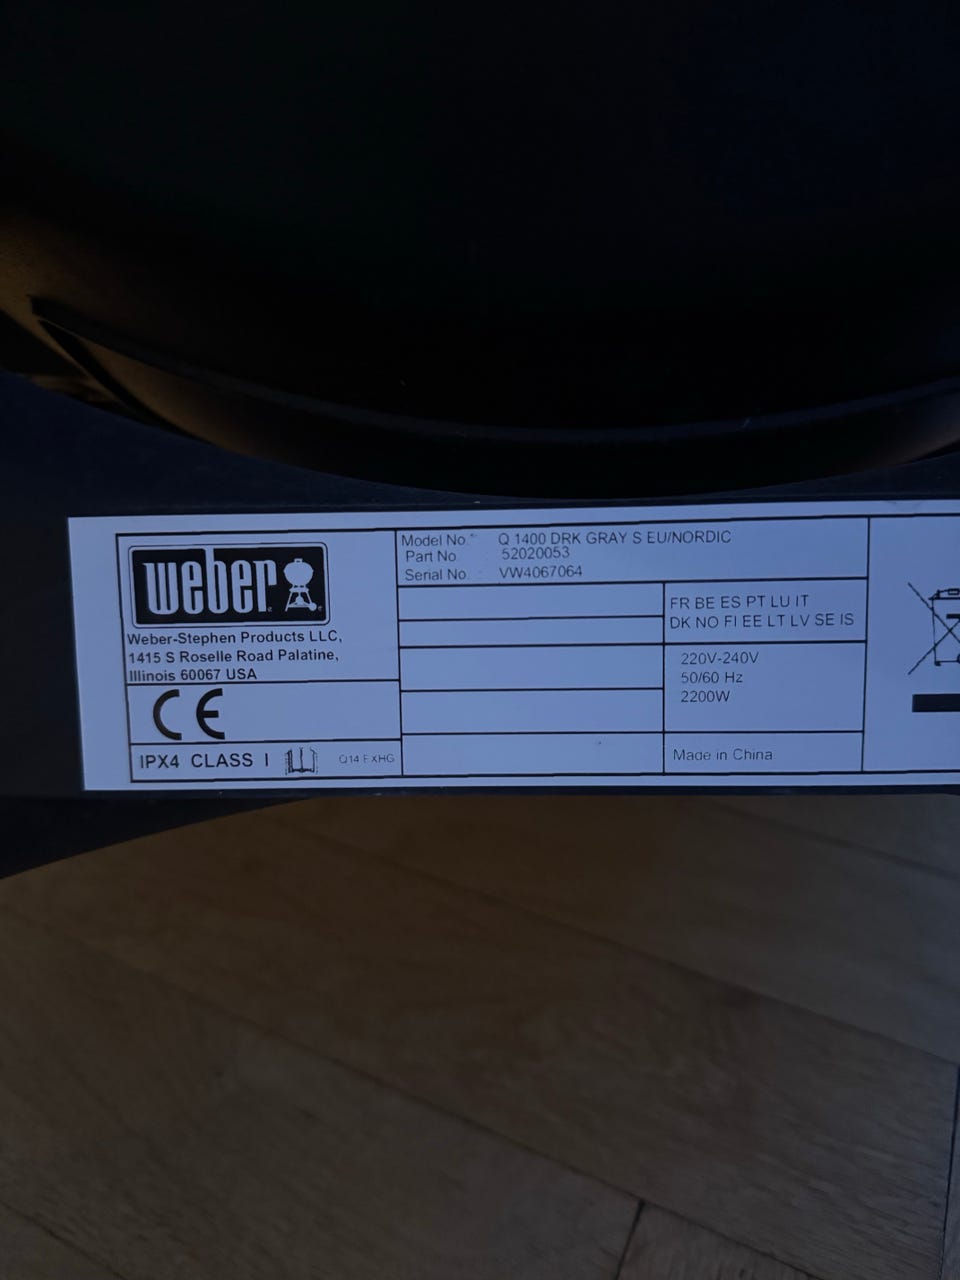 weber
Weber-Stephen Products LLC,
1415 S Roselle Road Palatine,
Illinois 60067 USA
CE
IPX4 CLASS I
Model No. Q 1400 DRK GRAY S EU/NORDIC
Part No 52020053
Serial No. VW4067064
FR BE ES PT LU IT
DK NO FI EE LT LV SE IS
220V-240V
50/60 Hz
2200W
Made in China